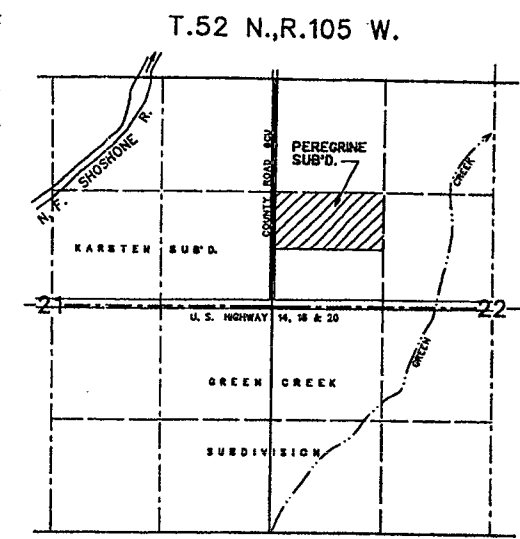 T.52 N.,R.105 W.
N. F. SHOSHONE R.
COUNTY ROAD 6CU
PEREGRINE
SUB'D.
CREEK
KARSTEN SUB'D.
21
22
U. S. HIGHWAY 14, 16 & 20
GREEN
GREEN CREEK
SUBDIVISION